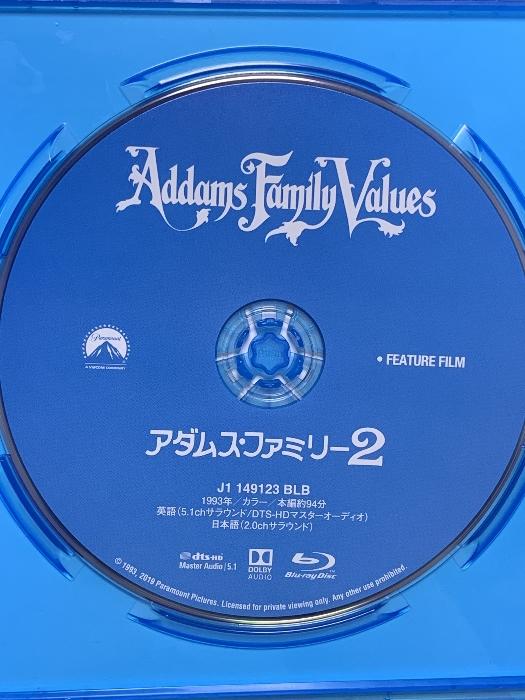 Addams Family Values
Paramount
A VIACOM COMPANY
• FEATURE FILM
アダムス・ファミリー2
J1 149123 BLB
1993年/カラー/本編約94分
英語(5.1chサラウンド/DTS-HDマスターオーディオ)
日本語(2.0chサラウンド)
dts-HD
Master Audio | 5.1
DOLBY
AUDIO
Blu-ray Disc
© 1993, 2019 Paramount Pictures. Licensed for private viewing only. Any other use prohibited.